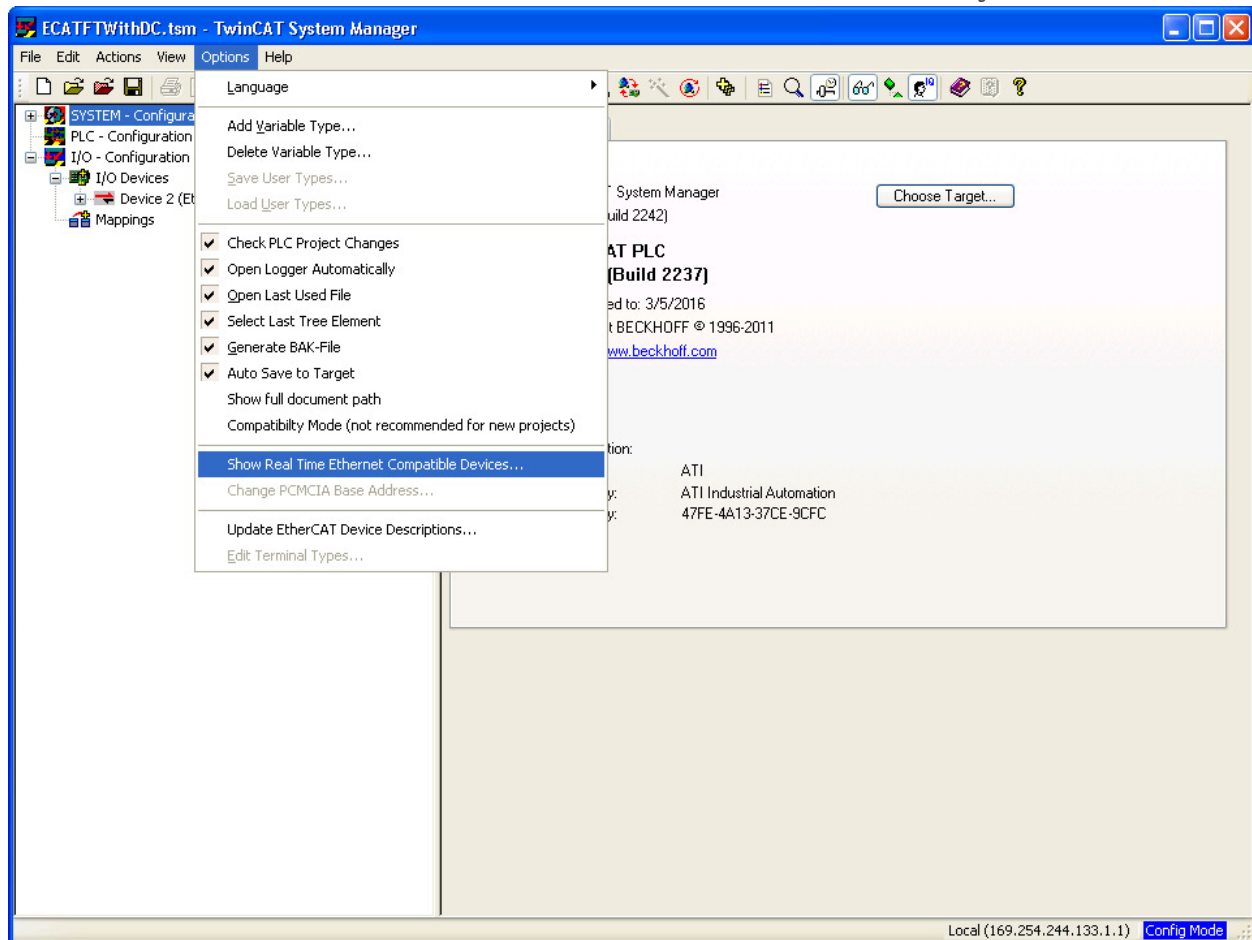 ECATFTWithDC.tsm - TwinCAT System Manager
File Edit Actions View Options Help
SYSTEM - Configura
PLC - Configuration
I/O - Configuration
I/O Devices
Device 2 (Et
Mappings
Language
Add Variable Type...
Delete Variable Type...
Save User Types...
Load User Types...
Check PLC Project Changes
Open Logger Automatically
Open Last Used File
Select Last Tree Element
Generate BAK-File
Auto Save to Target
Show full document path
Compatibilty Mode (not recommended for new projects)
Show Real Time Ethernet Compatible Devices...
Change PCMCIA Base Address...
Update EtherCAT Device Descriptions...
Edit Terminal Types...
System Manager
uild 2242)
Choose Target...
AT PLC
(Build 2237)
ed to: 3/5/2016
t BECKHOFF © 1996-2011
ww.beckhoff.com
tion:
ATI
y: ATI Industrial Automation
y: 47FE-4A13-37CE-9CFC
Local (169.254.244.133.1.1) Config Mode